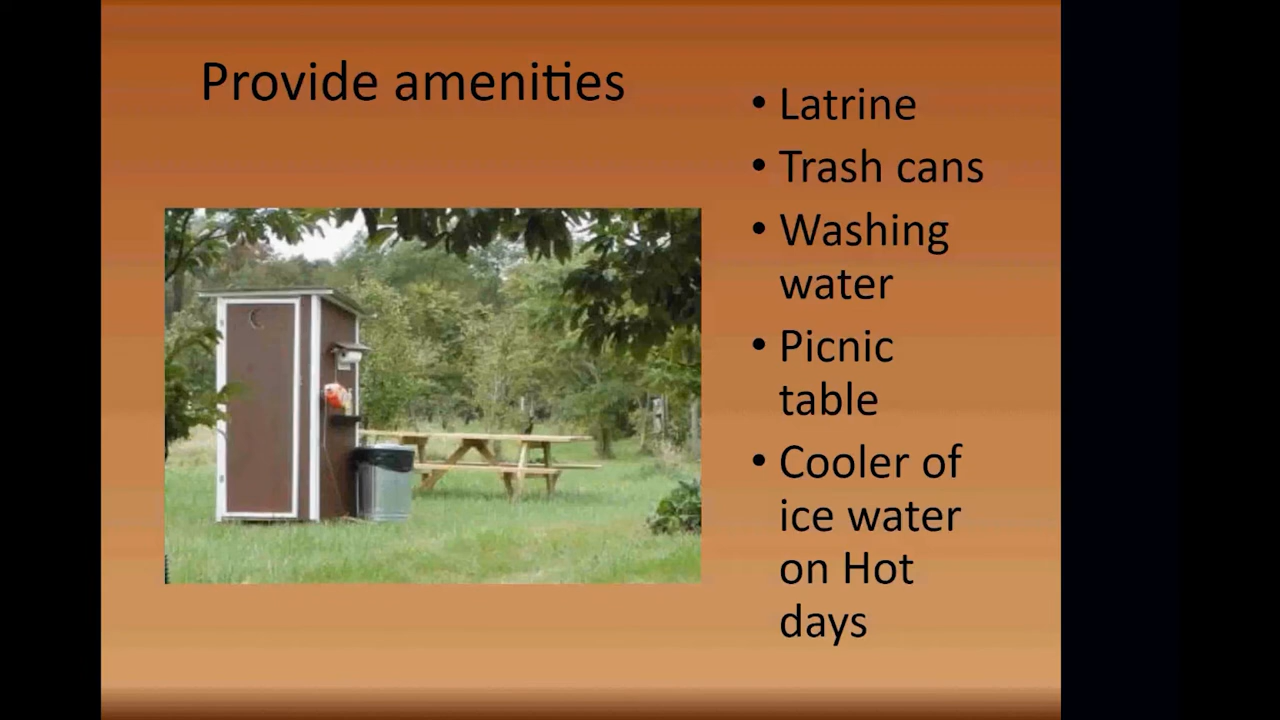 Provide amenities
• Latrine
• Trash cans
• Washing
water
• Picnic
table
• Cooler of
ice water
on Hot
days